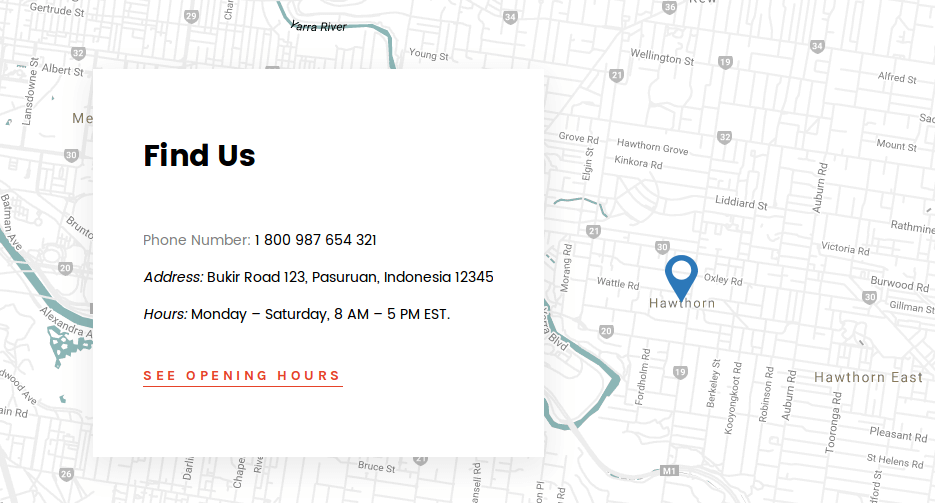 Gertrude St
29
Yarra River
34
36
32
Albert St
Young St
Wellington St
19
34
21
Alfred St
Lansdowne St
30
Find Us
Grove Rd
Hawthorn Grove
32
Kinkora Rd
Elgin St
Mount St
Auburn Rd
Liddiard St
Batman Ave
21
30
Victoria Rd
Phone Number: 1 800 987 654 321
20
Morang Rd
Address: Bukir Road 123, Pasuruan, Indonesia 12345
Wattle Rd
Oxley Rd
Burwood Rd
30
Gillman St
Hawthorn
Hours: Monday – Saturday, 8 AM – 5 PM EST.
20
Blvd
SEE OPENING HOURS
Fordholm Rd
19
Berkeley St
Kooyongkoot Rd
Robinson Rd
Auburn Rd
Hawthorn East
Tooronga Rd
Pleasant Rd
St Helens Rd
26
Bruce St
21
M1